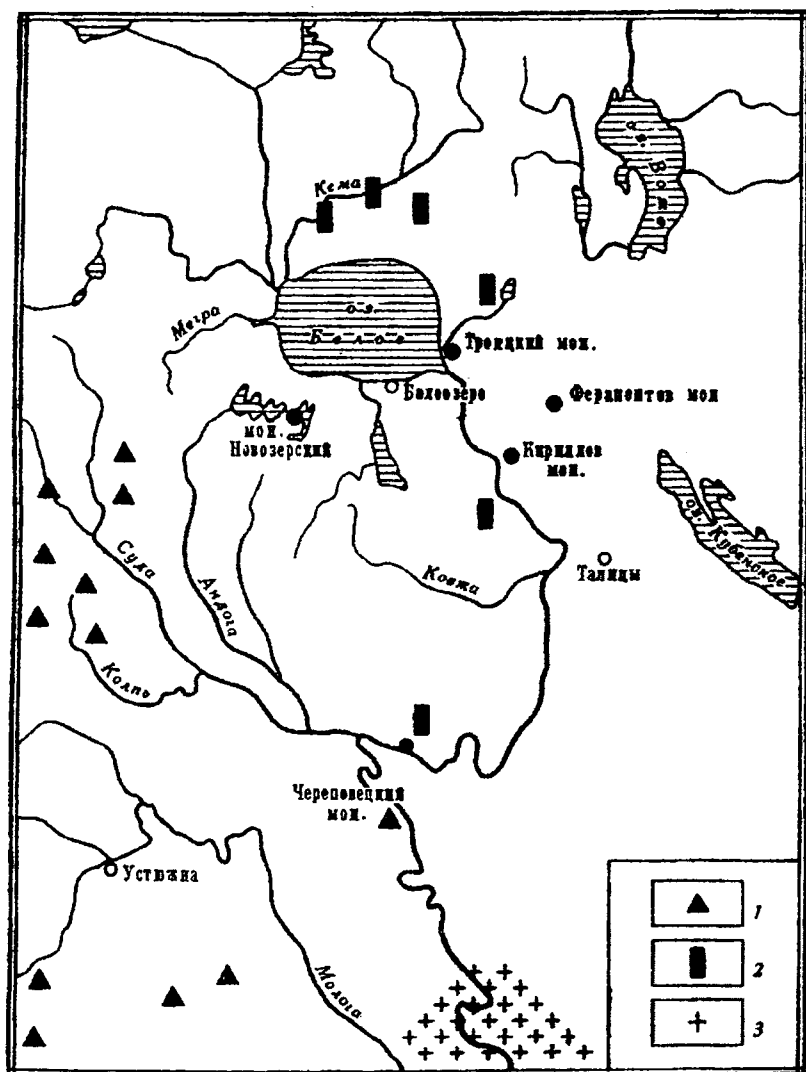 Кема
оз. Воже
Мегра
оз.
Белое
Троицкий мон.
Белоозеро
Ферапонтов мон
мон.
Новозерский
Кириллов
мон.
оз. Кубенское
Суда
Андога
Ковжа
Талицы
Колпь
Череповецкий
мон.
Устюжна
Молога
1
2
3